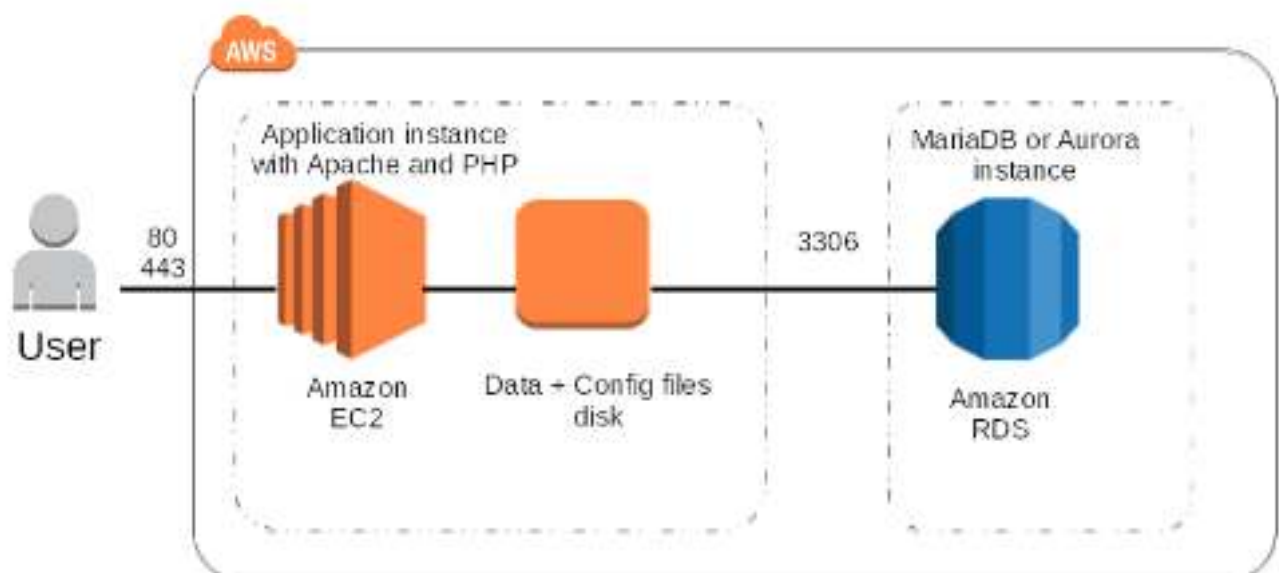 AWS
Application instance
with Apache and PHP
MariaDB or Aurora
instance
80
443
3306
User
Amazon
EC2
Data + Config files
disk
Amazon
RDS